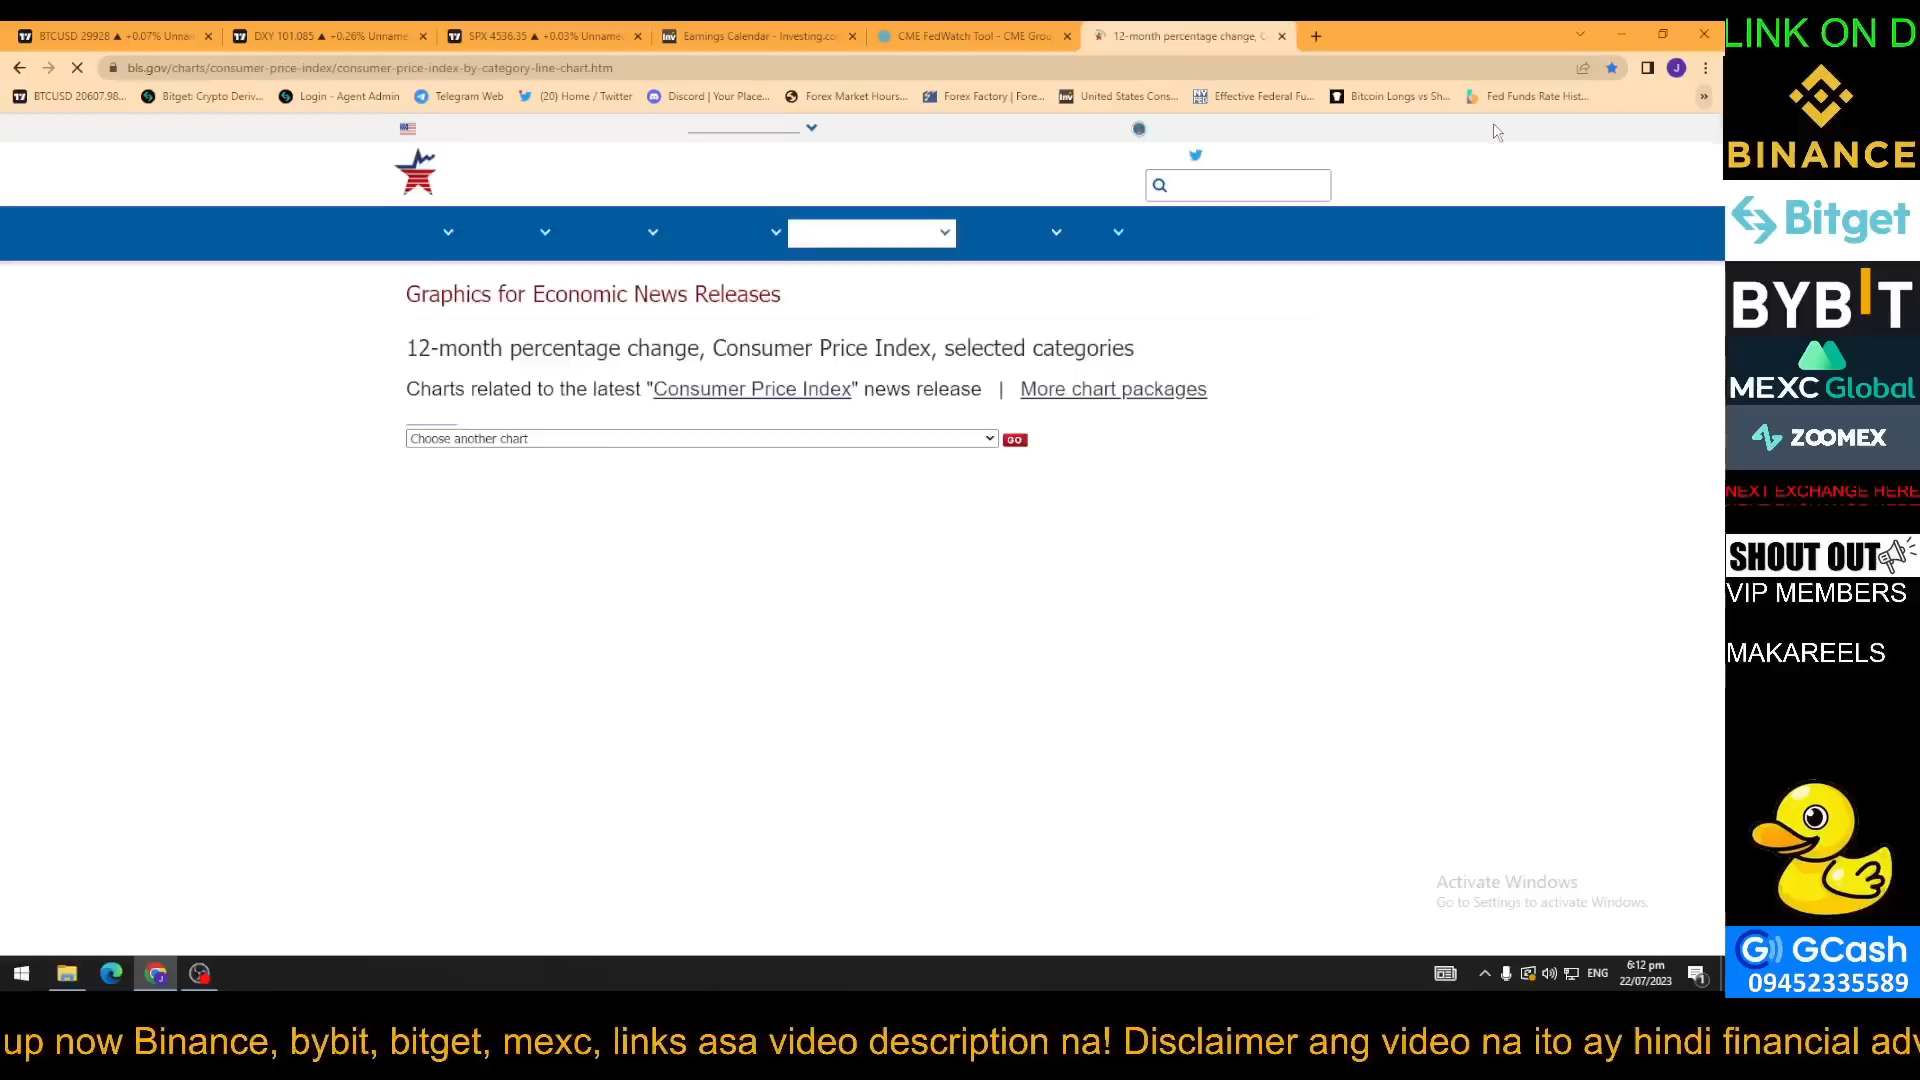 BTCUSD 29928 ▲ +0.07% Unnar
DXY 101.085 ▲ +0.26% Unname
SPX 4536.35 ▲ +0.03% Unname
Earnings Calendar - Investing.co
CME FedWatch Tool - CME Grou
12-month percentage change, C
bls.gov/charts/consumer-price-index/consumer-price-index-by-category-line-chart.htm
J
BTCUSD 20607.98...
Bitget: Crypto Deriv...
Login - Agent Admin
Telegram Web
(20) Home / Twitter
Discord | Your Place...
Forex Market Hours...
Forex Factory | Fore...
United States Cons...
Effective Federal Fu...
Bitcoin Longs vs Sh...
Fed Funds Rate Hist...
»
Graphics for Economic News Releases
12-month percentage change, Consumer Price Index, selected categories
Charts related to the latest "Consumer Price Index" news release | More chart packages
Choose another chart
GO
Activate Windows
Go to Settings to activate Windows.
ENG
6:12 pm
22/07/2023
1
LINK ON D
BINANCE
Bitget
BYBIT
MEXC Global
ZOOMEX
NEXT EXCHANGE HERE
SHOUT OUT
VIP MEMBERS
MAKAREELS
GCash
09452335589
up now Binance, bybit, bitget, mexc, links asa video description na! Disclaimer ang video na ito ay hindi financial adv